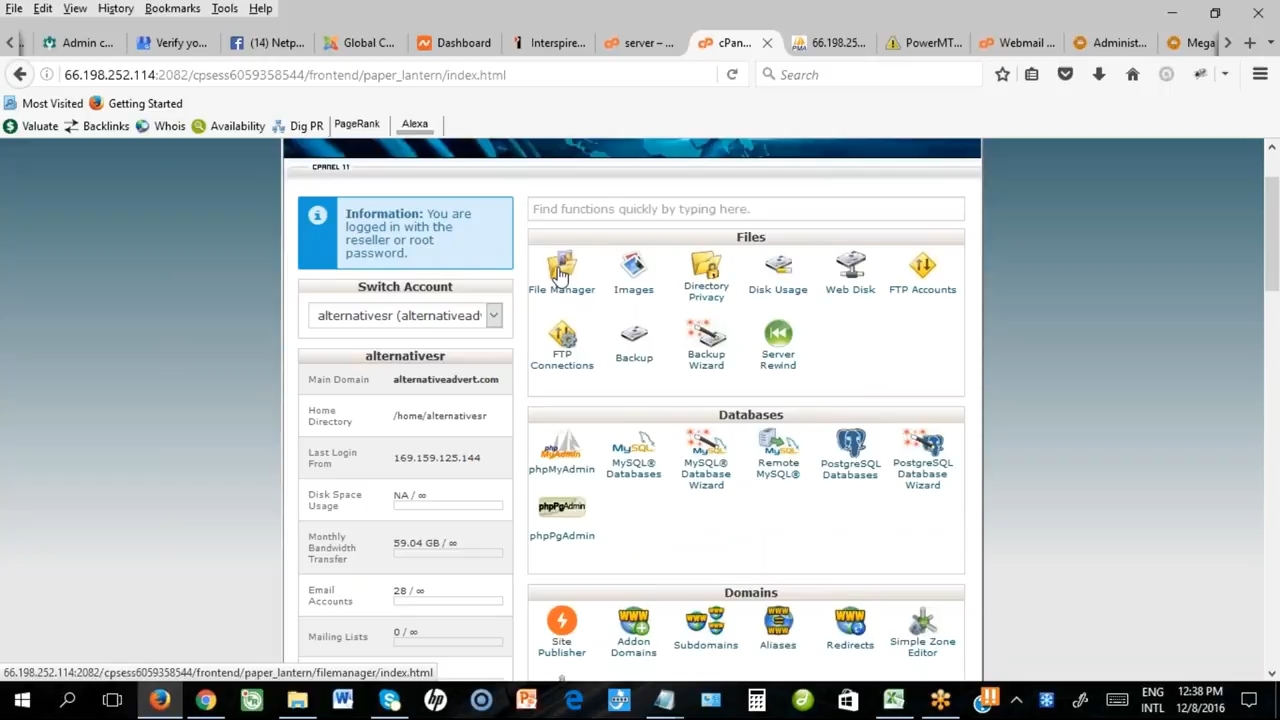 File Edit View History Bookmarks Tools Help
Admin c... Verify yo... (14) Netp... Global C... Dashboard Interspire... server – ... cPan... 66.198.25... PowerMT... Webmail ... Administ... Mega
66.198.252.114:2082/cpsess6059358544/frontend/paper_lantern/index.html
Search
Most Visited Getting Started
Valuate Backlinks Whois Availability Dig PR PageRank Alexa
CPANEL 11
Information: You are
logged in with the
reseller or root
password.
Switch Account
alternativesr (alternativeadv
alternativesr
Main Domain alternativeadvert.com
Home
Directory
/home/alternativesr
Last Login
From
169.159.125.144
Disk Space
Usage
NA / ∞
Monthly
Bandwidth
Transfer
59.04 GB / ∞
Email
Accounts
28 / ∞
Mailing Lists 0 / ∞
Find functions quickly by typing here.
Files
File Manager
Images
Directory
Privacy
Disk Usage
Web Disk
FTP Accounts
FTP
Connections
Backup
Backup
Wizard
Server
Rewind
Databases
phpMyAdmin
MySQL®
Databases
MySQL®
Database
Wizard
Remote
MySQL®
PostgreSQL
Databases
PostgreSQL
Database
Wizard
phpPgAdmin
phpPgAdmin
Domains
Site
Publisher
Addon
Domains
Subdomains
Aliases
Redirects
Simple Zone
Editor
66.198.252.114:2082/cpsess6059358544/frontend/paper_lantern/filemanager/index.html
ENG
INTL
12:38 PM
12/8/2016